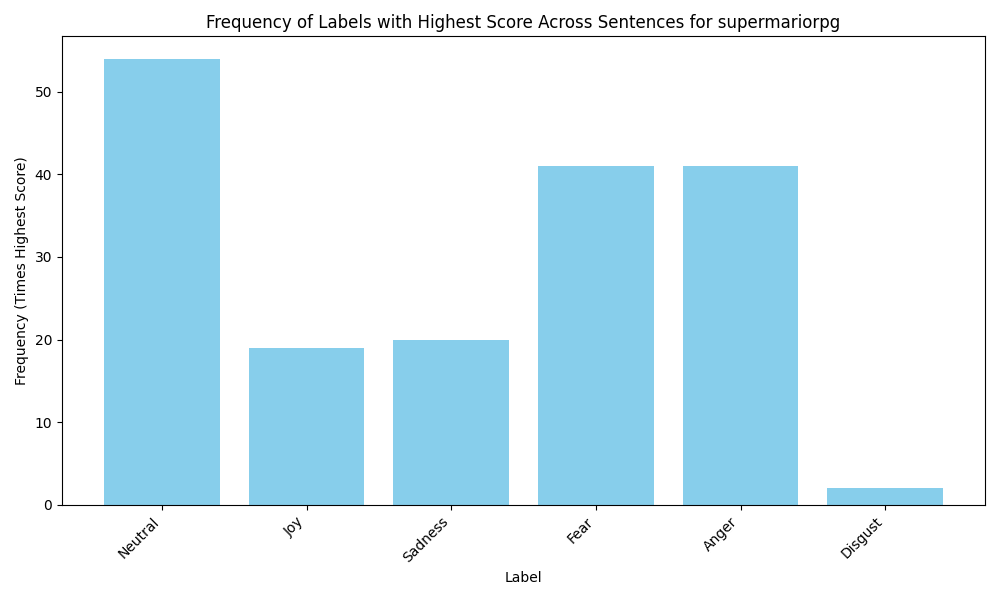 Frequency of Labels with Highest Score Across Sentences for supermariorpg
Frequency (Times Highest Score)
50
40
30
20
10
0
Neutral
Joy
Sadness
Fear
Anger
Disgust
Label